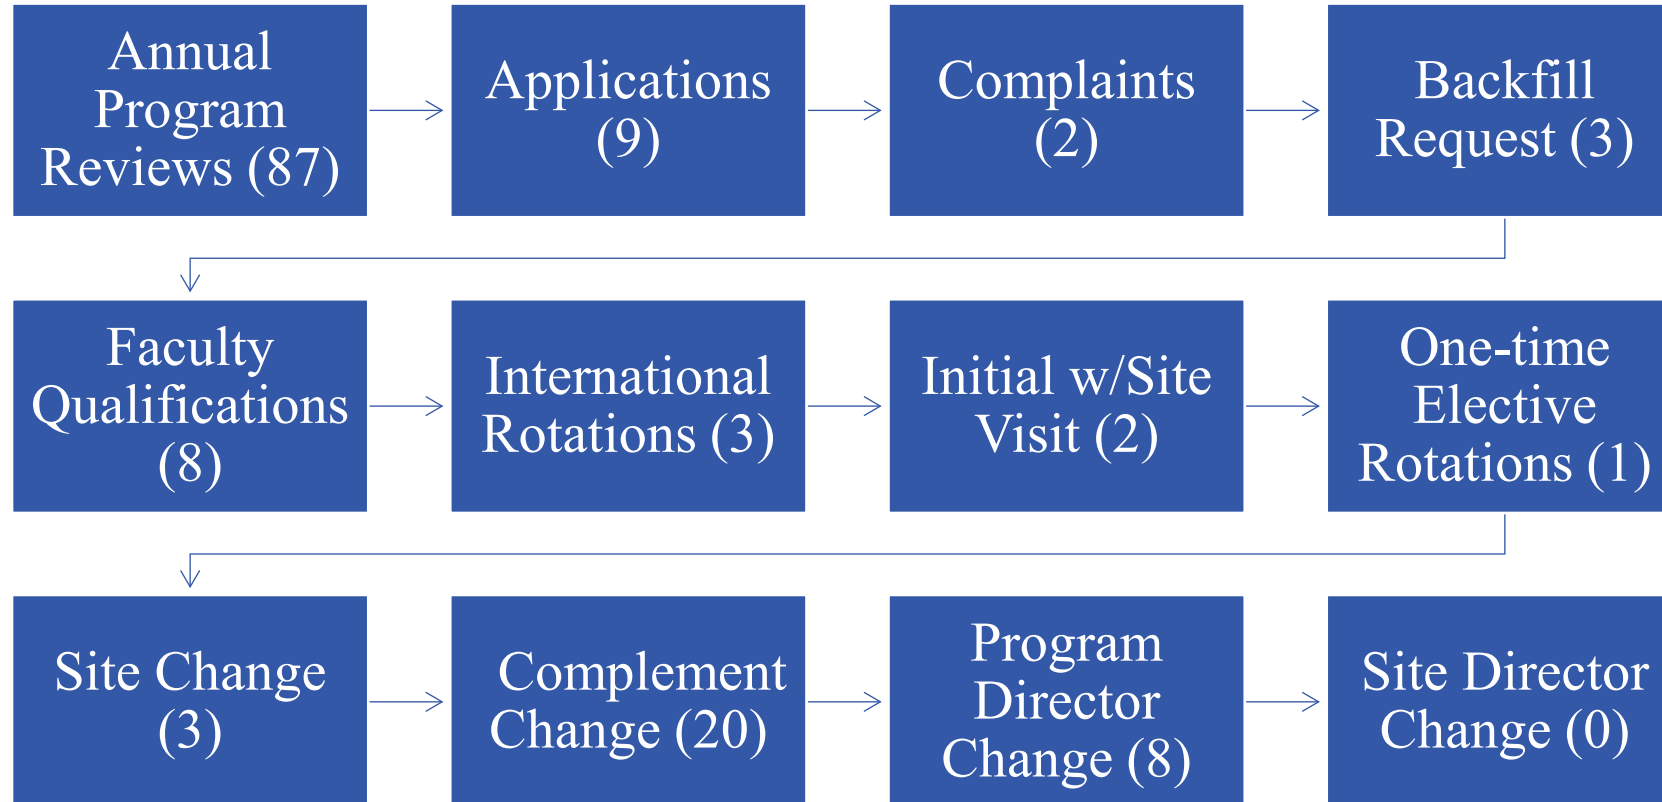 Annual
Program
Reviews (87)
Applications
(9)
Complaints
(2)
Backfill
Request (3)
Faculty
Qualifications
(8)
International
Rotations (3)
Initial w/Site
Visit (2)
One-time
Elective
Rotations (1)
Site Change
(3)
Complement
Change (20)
Program
Director
Change (8)
Site Director
Change (0)